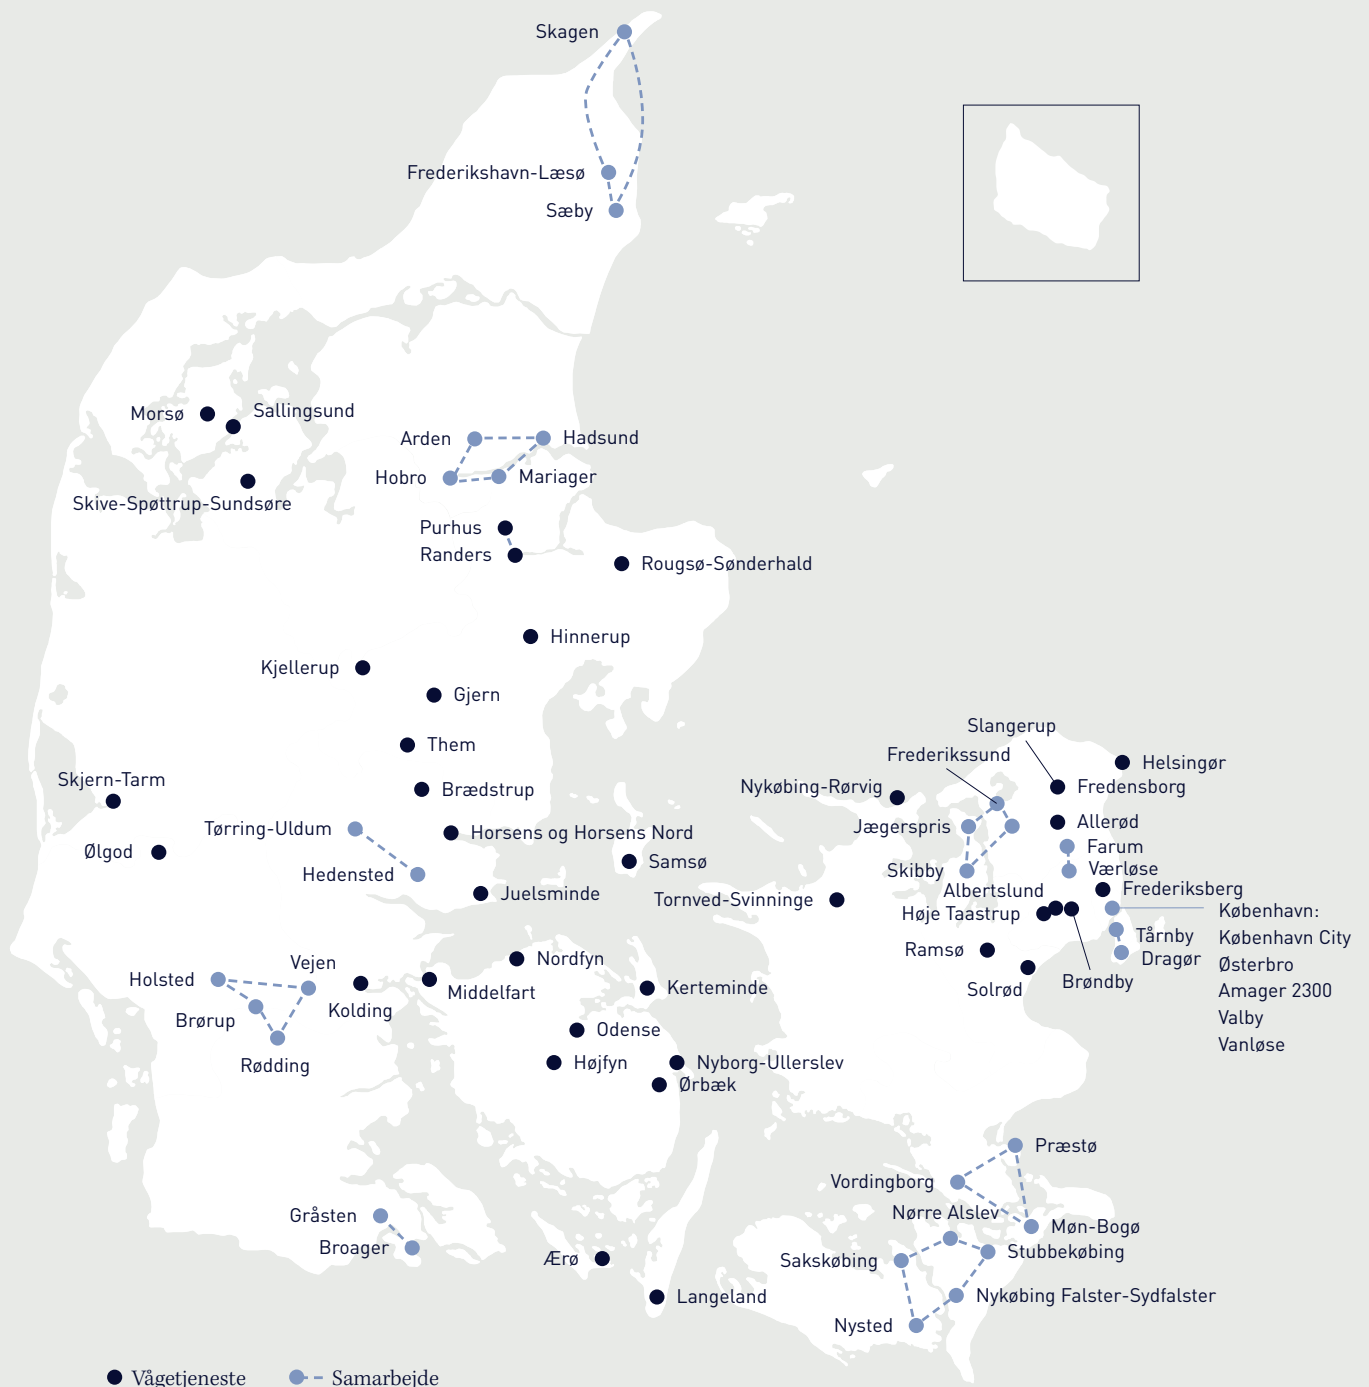 Skagen
Frederikshavn-Læsø
Sæby
Morsø
Sallingsund
Skive-Spøttrup-Sundsøre
Arden
Hadsund
Hobro
Mariager
Purhus
Randers
Rougsø-Sønderhald
Hinnerup
Kjellerup
Gjern
Them
Skjern-Tarm
Brædstrup
Tørring-Uldum
Horsens og Horsens Nord
Ølgod
Hedensted
Samsø
Juelsminde
Slangerup
Frederikssund
Helsingør
Nykøbing-Rørvig
Fredensborg
Jægerspris
Allerød
Farum
Skibby
Værløse
Albertslund
Frederiksberg
Tornved-Svinninge
Høje Taastrup
København:
København City
Østerbro
Amager 2300
Valby
Vanløse
Tårnby
Dragør
Ramsø
Solrød
Brøndby
Holsted
Vejen
Kolding
Brørup
Rødding
Nordfyn
Middelfart
Kerteminde
Odense
Højfyn
Nyborg-Ullerslev
Ørbæk
Præstø
Vordingborg
Nørre Alslev
Møn-Bogø
Stubbekøbing
Sakskøbing
Nykøbing Falster-Sydfalster
Nysted
Gråsten
Broager
Ærø
Langeland
Vågetjeneste
Samarbejde